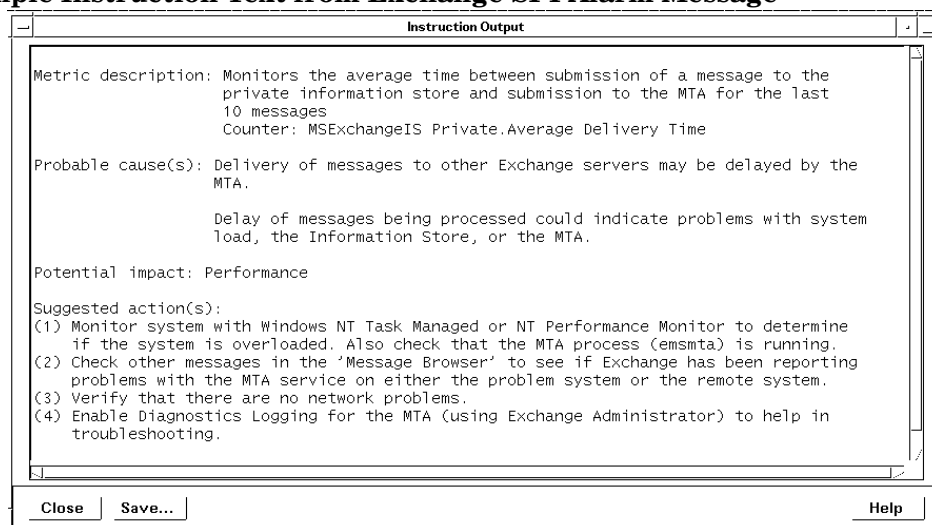 Instruction Text from Exchange SPI Alarm Message
Instruction Output
Metric description: Monitors the average time between submission of a message to the
private information store and submission to the MTA for the last
10 messages
Counter: MSExchangeIS Private.Average Delivery Time
Probable cause(s): Delivery of messages to other Exchange servers may be delayed by the
MTA.
Delay of messages being processed could indicate problems with system
load, the Information Store, or the MTA.
Potential impact: Performance
Suggested action(s):
(1) Monitor system with Windows NT Task Managed or NT Performance Monitor to determine
if the system is overloaded. Also check that the MTA process (emsmta) is running.
(2) Check other messages in the 'Message Browser' to see if Exchange has been reporting
problems with the MTA service on either the problem system or the remote system.
(3) Verify that there are no network problems.
(4) Enable Diagnostics Logging for the MTA (using Exchange Administrator) to help in
troubleshooting.
Close Save... Help